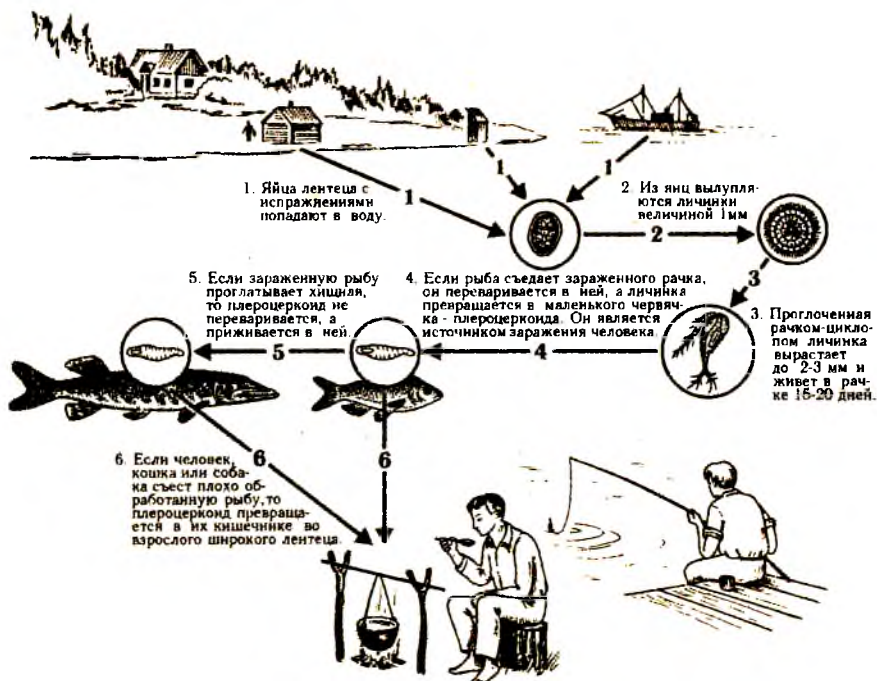 1
1
1
1. Яйца лентеца с
испражнениями
попадают в воду.
2. Из яиц вылупля-
ются личинки
величиной 1мм
2
3
3. Проглоченная
рачком-цикло-
пом личинка
вырастает
до 2-3 мм и
живет в рач-
ке 15-20 дней.
4. Если рыба съедает зараженного рачка,
он переваривается в ней, а личинка
превращается в маленького червяч-
ка - плероцеркоида. Он является
источником заражения человека.
4
5. Если зараженную рыбу
проглатывает хищная,
то плероцеркоид не
переваривается, а
приживается в ней.
5
6
6
6. Если человек,
кошка или соба-
ка съест плохо об-
работанную рыбу, то
плероцеркоид превраща-
ется в их кишечнике во
взрослого широкого лентеца.